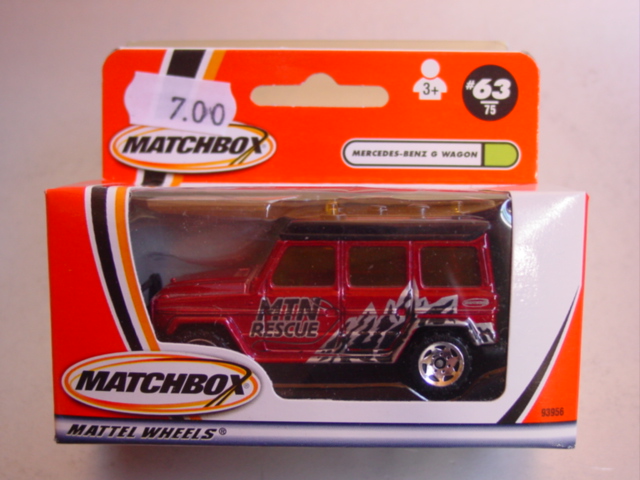 7.00
MATCHBOX
3+
#63
75
MERCEDES-BENZ G WAGON
MTN
RESCUE
MATCHBOX
MATTEL WHEELS®
93956